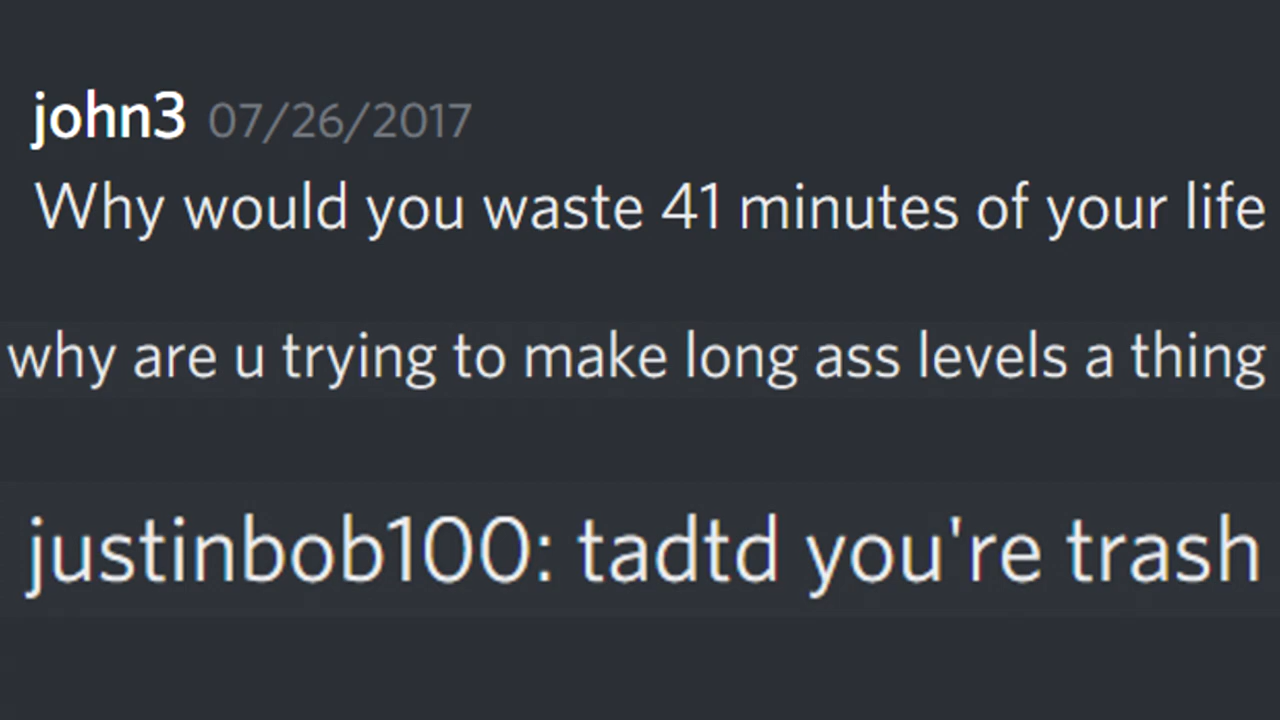 john3 07/26/2017
Why would you waste 41 minutes of your life
why are u trying to make long ass levels a thing
justinbob100: tadtd you're trash